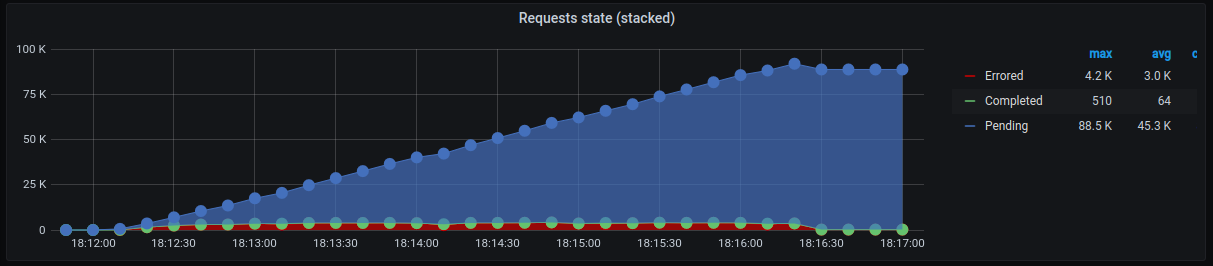 Requests state (stacked)
100 K
75 K
50 K
25 K
0
18:12:00 18:12:30 18:13:00 18:13:30 18:14:00 18:14:30 18:15:00 18:15:30 18:16:00 18:16:30 18:17:00
max avg c
Errored 4.2 K 3.0 K
Completed 510 64
Pending 88.5 K 45.3 K